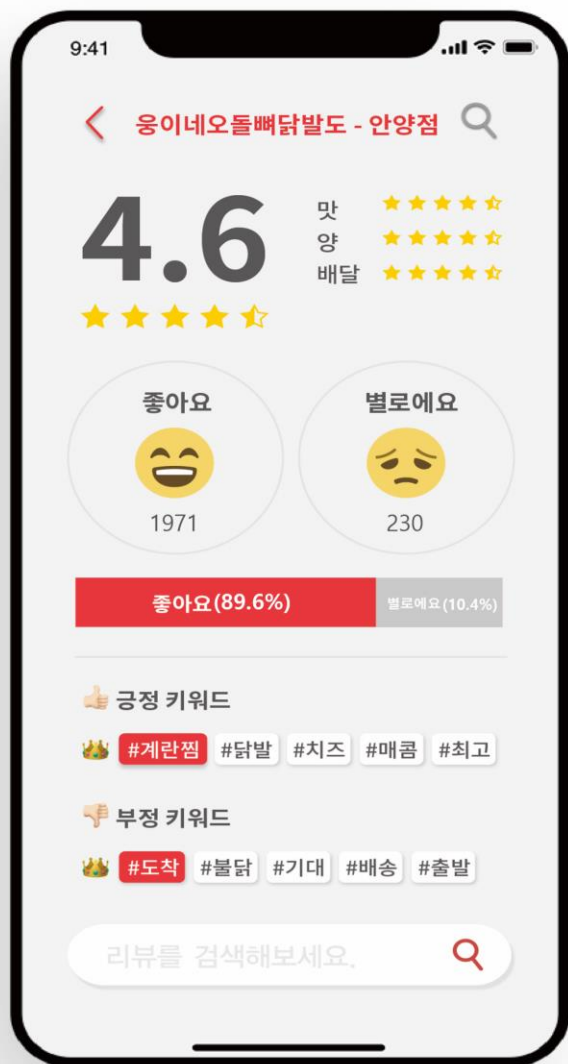 9:41
웅이네오돌뼈닭발도 - 안양점
4.6
맛
양
배달
좋아요
별로에요
1971
230
좋아요(89.6%) 별로에요(10.4%)
긍정 키워드
#계란찜 #닭발 #치즈 #매콤 #최고
부정 키워드
#도착 #불닭 #기대 #배송 #출발
리뷰를 검색해보세요.